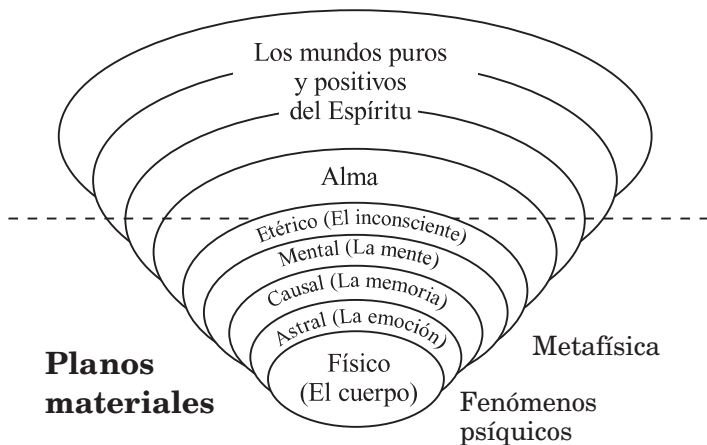 Los mundos puros
y positivos
del Espíritu
Alma
Etérico (El inconsciente)
Mental (La mente)
Causal (La memoria)
Astral (La emoción)
Físico
(El cuerpo)
Planos
materiales
Metafísica
Fenómenos
psíquicos